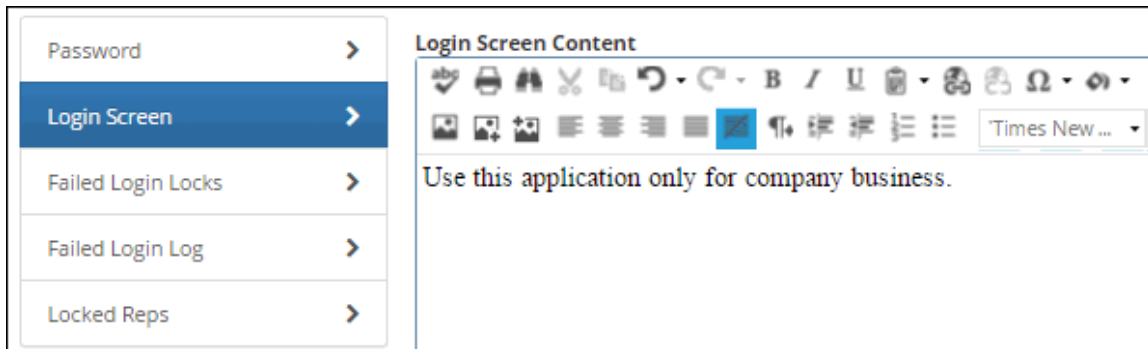 Password
Login Screen
Failed Login Locks
Failed Login Log
Locked Reps
Login Screen Content
abc
B I U Ω
'Times New ...
Use this application only for company business.